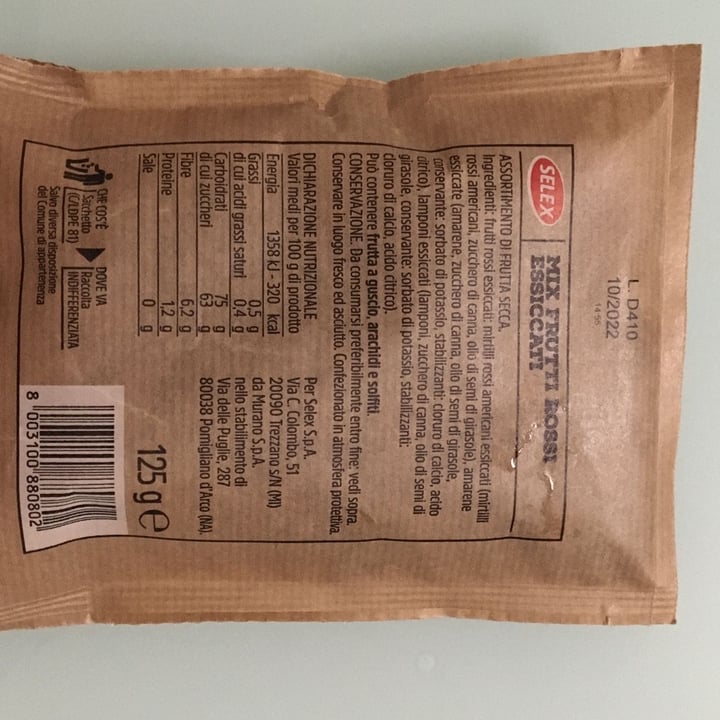 L. D410
10/2022
14 56
SELEX
MIX FRUTTI ROSSI
ESSICCATI
ASSORTIMENTO DI FRUTTA SECCA.
Ingredienti: frutti rossi essiccati: mirtilli rossi americani essiccati (mirtilli
rossi americani, zucchero di canna, olio di semi di girasole), amarene
essiccate (amarene, zucchero di canna, olio di semi di girasole,
conservante: sorbato di potassio, stabilizzanti: cloruro di calcio, acido
citrico), lamponi essiccati (lamponi, zucchero di canna, olio di semi di
girasole, conservante: sorbato di potassio, stabilizzanti:
cloruro di calcio, acido citrico).
Può contenere frutta a guscio, arachidi e solfiti.
CONSERVAZIONE. Da consumarsi preferibilmente entro fine: vedi sopra.
Conservare in luogo fresco ed asciutto. Confezionato in atmosfera protettiva.
DICHIARAZIONE NUTRIZIONALE
Valori medi per 100 g di prodotto
Energia 1358 kJ - 320 kcal
Grassi 0,5 g
di cui acidi grassi saturi 0,4 g
Carboidrati 75 g
di cui zuccheri 63 g
Fibre 6,2 g
Proteine 1,2 g
Sale 0 g
Per Selex S.p.A.
Via C. Colombo, 51
20090 Trezzano S/N (MI)
da Murano S.p.A.
nello stabilimento di
Via delle Puglie, 287
80038 Pomigliano d'Arco (NA).
125 g e
CHE COS'È DOVE VA
Sacchetto Raccolta
(C/LDPE 81) INDIFFERENZIATA
Salvo diversa disposizione
del Comune di appartenenza
8 003100 880802